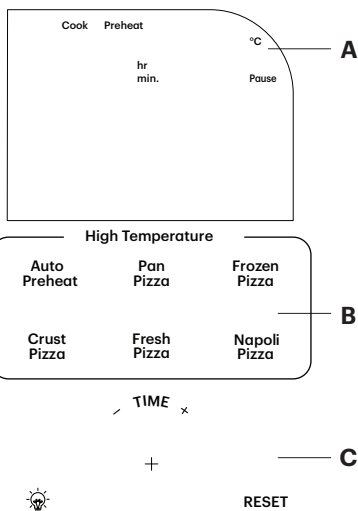 Cook Preheat
°C
A
hr
min.
Pause
High Temperature
Auto Pan Frozen
Preheat Pizza Pizza
B
Crust Fresh Napoli
Pizza Pizza Pizza
- TIME +
+
C
RESET